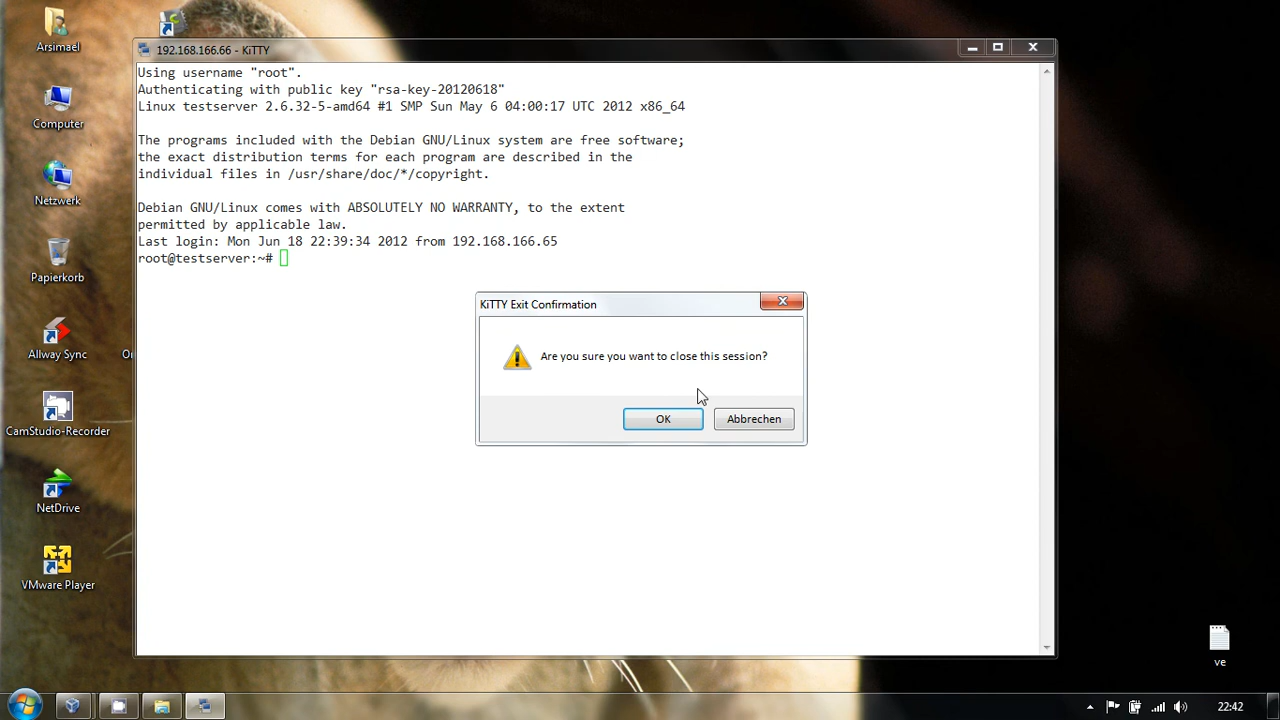 Arsimael
Computer
Netzwerk
Papierkorb
Allway Sync
CamStudio-Recorder
NetDrive
VMware Player
192.168.166.66 - KiTTY
Using username "root".
Authenticating with public key "rsa-key-20120618"
Linux testserver 2.6.32-5-amd64 #1 SMP Sun May 6 04:00:17 UTC 2012 x86_64
The programs included with the Debian GNU/Linux system are free software;
the exact distribution terms for each program are described in the
individual files in /usr/share/doc/*/copyright.
Debian GNU/Linux comes with ABSOLUTELY NO WARRANTY, to the extent
permitted by applicable law.
Last login: Mon Jun 18 22:39:34 2012 from 192.168.166.65
root@testserver:~#
KiTTY Exit Confirmation
Are you sure you want to close this session?
OK
Abbrechen
ve
22:42